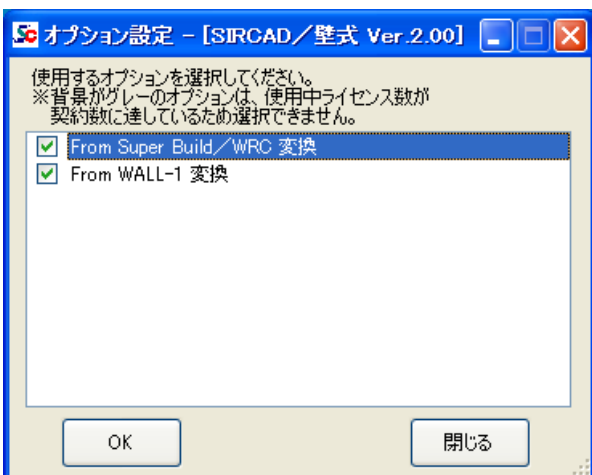 オプション設定 - [SIRCAD／壁式 Ver.2.00]
使用するオプションを選択してください。
※背景がグレーのオプションは、使用中ライセンス数が
契約数に達しているため選択できません。
From Super Build／WRC 変換
From WALL-1 変換
OK
閉じる